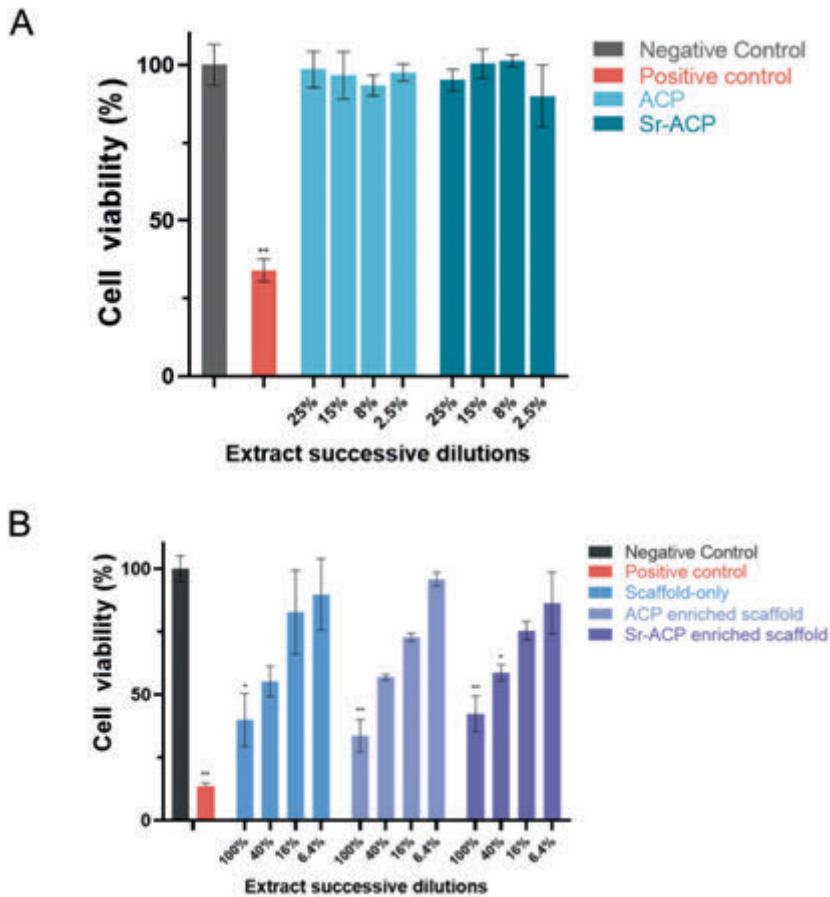 A
Cell viability (%)
100
50
0
**
25%
15%
8%
2.5%
25%
15%
8%
2.5%
Extract successive dilutions
Negative Control
Positive control
ACP
Sr-ACP
B
Cell viability (%)
100
50
0
**
*
**
**
*
100%
40%
16%
6.4%
100%
40%
16%
6.4%
100%
40%
16%
6.4%
Extract successive dilutions
Negative Control
Positive control
Scaffold-only
ACP enriched scaffold
Sr-ACP enriched scaffold